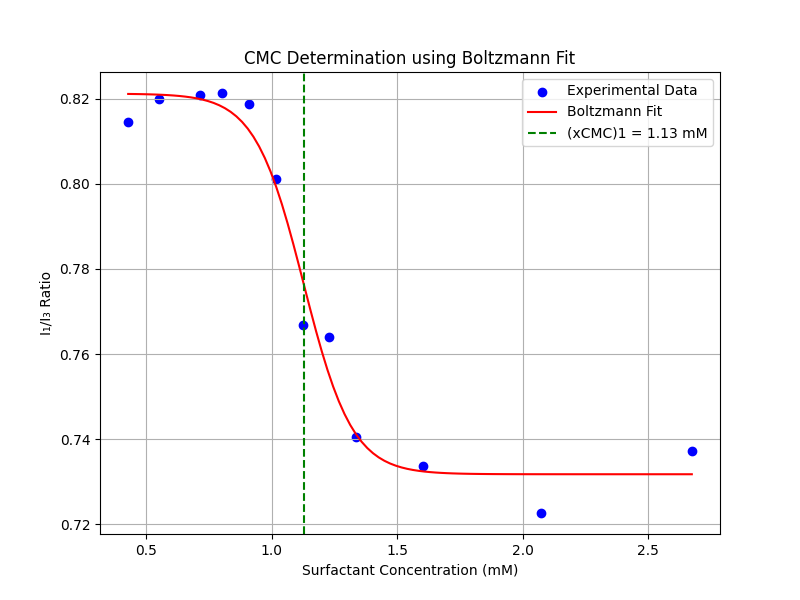 CMC Determination using Boltzmann Fit
Experimental Data
Boltzmann Fit
(xCMC)1 = 1.13 mM
I₁/I₃ Ratio
0.82
0.80
0.78
0.76
0.74
0.72
0.5
1.0
1.5
2.0
2.5
Surfactant Concentration (mM)